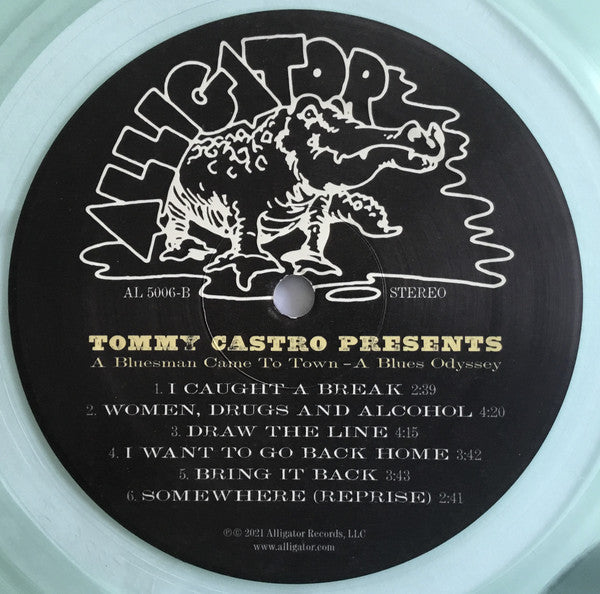 ALLIGATOR
AL 5006-B STEREO
TOMMY CASTRO PRESENTS
A Bluesman Came To Town – A Blues Odyssey
1. I CAUGHT A BREAK 2:39
2. WOMEN, DRUGS AND ALCOHOL 4:20
3. DRAW THE LINE 4:15
4. I WANT TO GO BACK HOME 3:42
5. BRING IT BACK 3:43
6. SOMEWHERE (REPRISE) 2:41
℗© 2021 Alligator Records, LLC
www.alligator.com